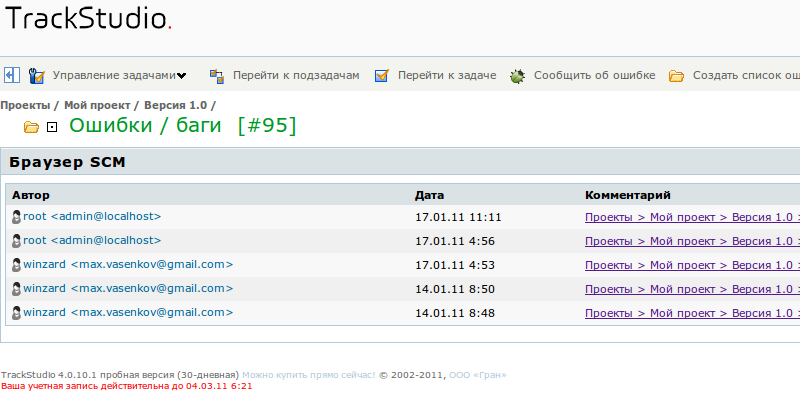 TrackStudio.
Управление задачами Перейти к подзадачам Перейти к задаче Сообщить об ошибке Создать список
Проекты / Мой проект / Версия 1.0 /
Ошибки / баги [#95]
Браузер SCM
Автор Дата Комментарий
root <admin@localhost> 17.01.11 11:11 Проекты > Мой проект > Версия 1.0 >
root <admin@localhost> 17.01.11 4:56 Проекты > Мой проект > Версия 1.0 >
winzard <max.vasenkov@gmail.com> 17.01.11 4:53 Проекты > Мой проект > Версия 1.0 >
winzard <max.vasenkov@gmail.com> 14.01.11 8:50 Проекты > Мой проект > Версия 1.0 >
winzard <max.vasenkov@gmail.com> 14.01.11 8:48 Проекты > Мой проект > Версия 1.0 >
TrackStudio 4.0.10.1 пробная версия (30-дневная) Можно купить прямо сейчас! © 2002-2011, ООО «Гран»
Ваша учетная запись действительна до 04.03.11 6:21